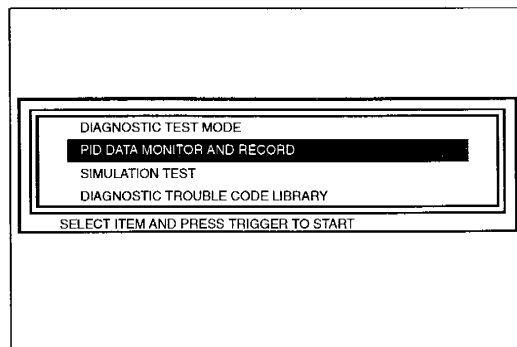 DIAGNOSTIC TEST MODE
PID DATA MONITOR AND RECORD
SIMULATION TEST
DIAGNOSTIC TROUBLE CODE LIBRARY
SELECT ITEM AND PRESS TRIGGER TO START